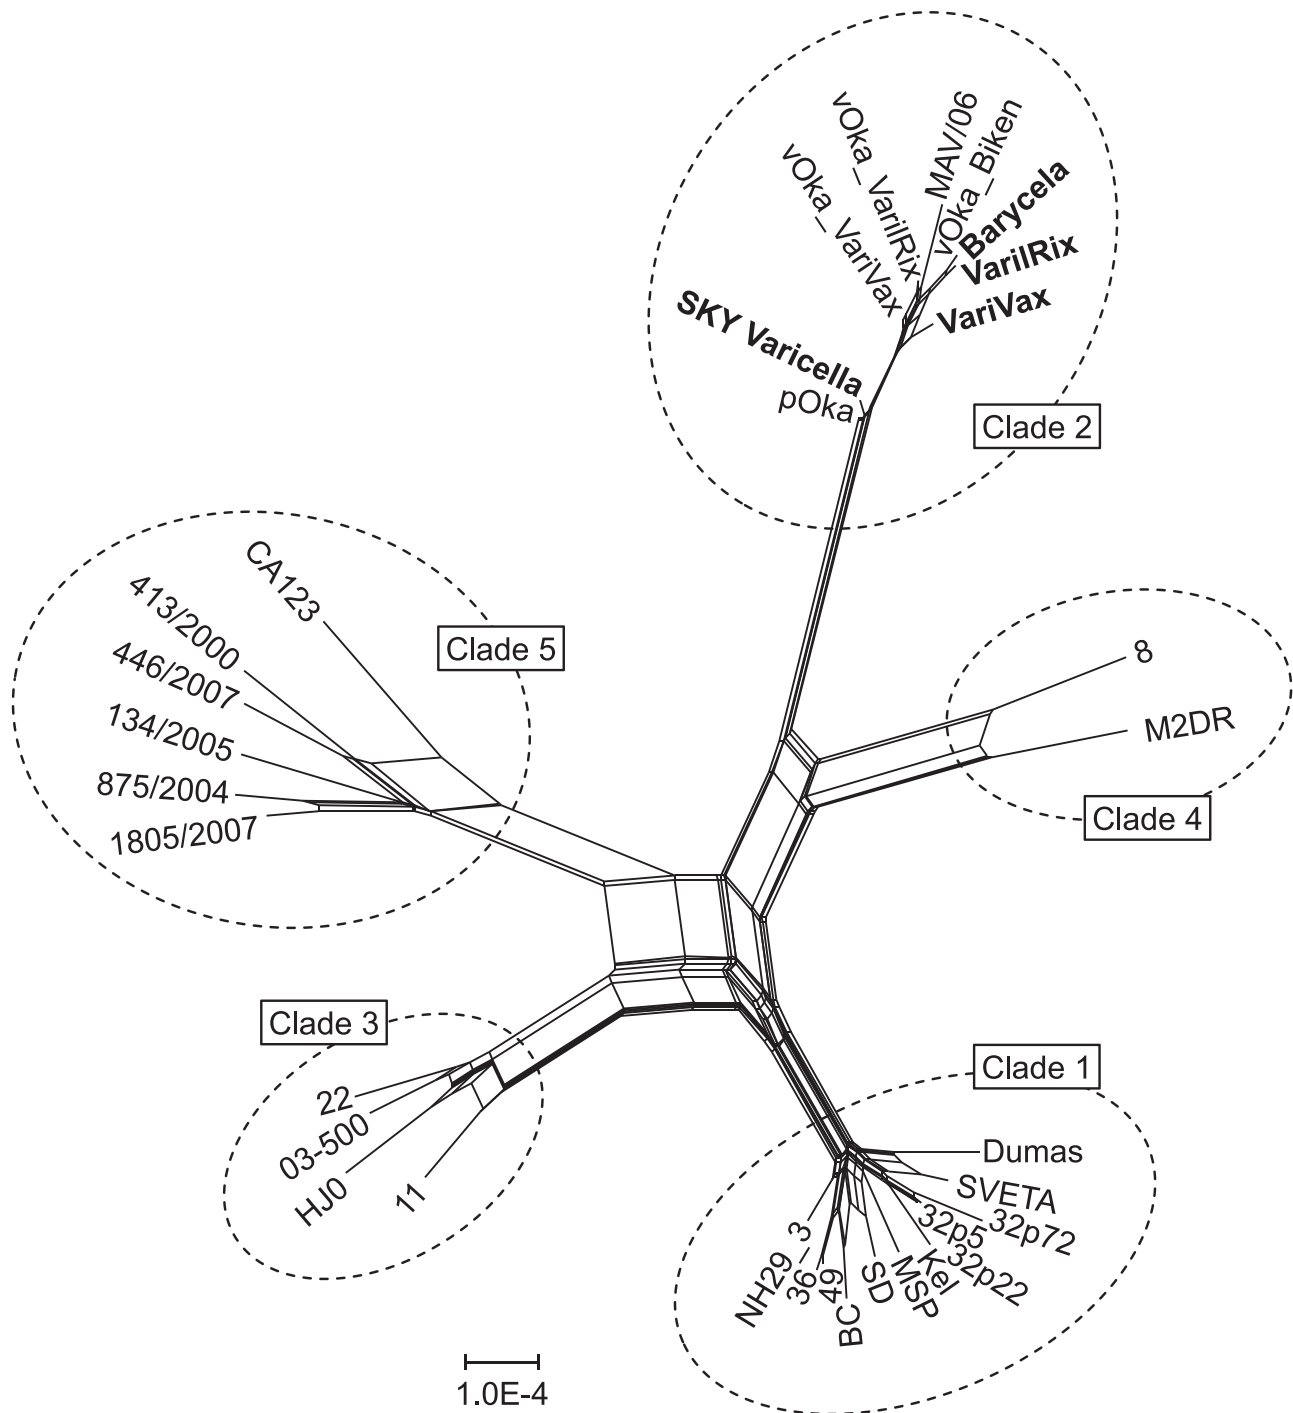 MAV/06
vOka_VarilRix
vOka_Biken
vOka_VariVax
Barycela
VarilRix
VariVax
SKY Varicella
pOka
Clade 2
CA123
413/2000
446/2007
134/2005
875/2004
1805/2007
Clade 5
8
M2DR
Clade 4
Clade 3
22
03-500
HJ0
11
Clade 1
Dumas
SVETA
32p72
32p5
32p22
Kel
MSP
SD
BC
49
36
NH29
3
1.0E-4